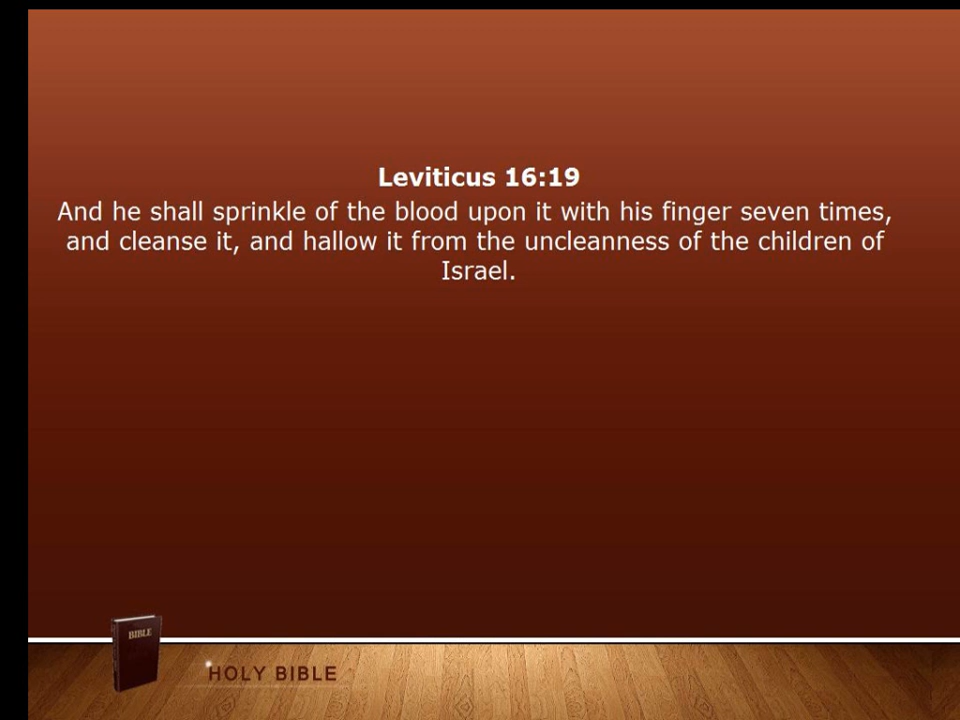 Leviticus 16:19
And he shall sprinkle of the blood upon it with his finger seven times,
and cleanse it, and hallow it from the uncleanness of the children of
Israel.
BIBLE
HOLY BIBLE